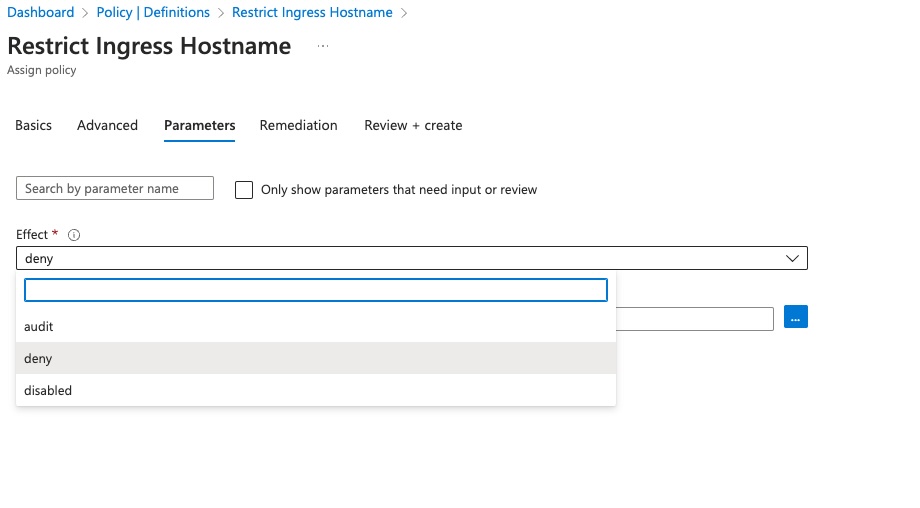 Dashboard > Policy | Definitions > Restrict Ingress Hostname >
Restrict Ingress Hostname ...
Assign policy
Basics Advanced Parameters Remediation Review + create
Search by parameter name Only show parameters that need input or review
Effect *
deny
audit
...
deny
disabled